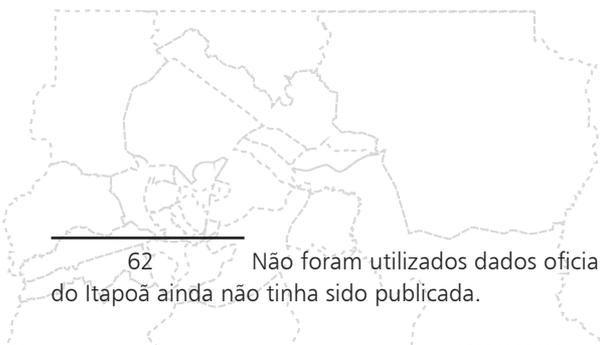 62 Não foram utilizados dados oficia
do Itapoã ainda não tinha sido publicada.